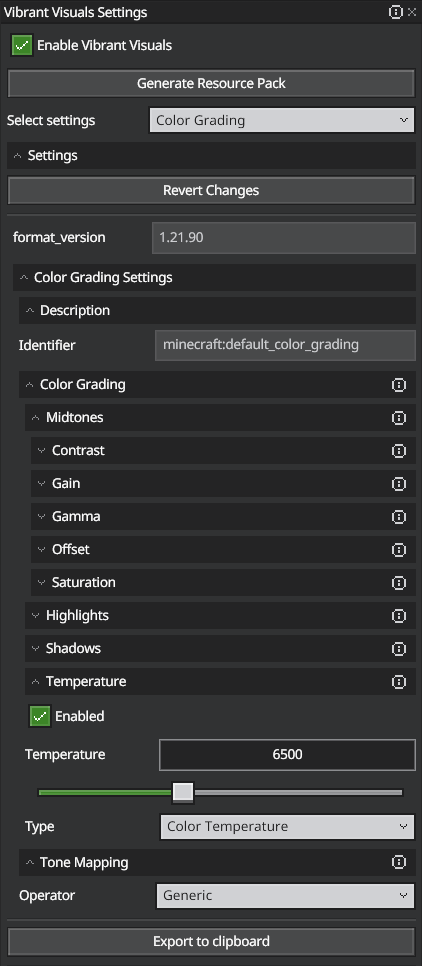 Vibrant Visuals Settings
Enable Vibrant Visuals
Generate Resource Pack
Select settings Color Grading
Settings
Revert Changes
format_version 1.21.90
Color Grading Settings
Description
Identifier minecraft:default_color_grading
Color Grading
Midtones
Contrast
Gain
Gamma
Offset
Saturation
Highlights
Shadows
Temperature
Enabled
Temperature 6500
Type Color Temperature
Tone Mapping
Operator Generic
Export to clipboard